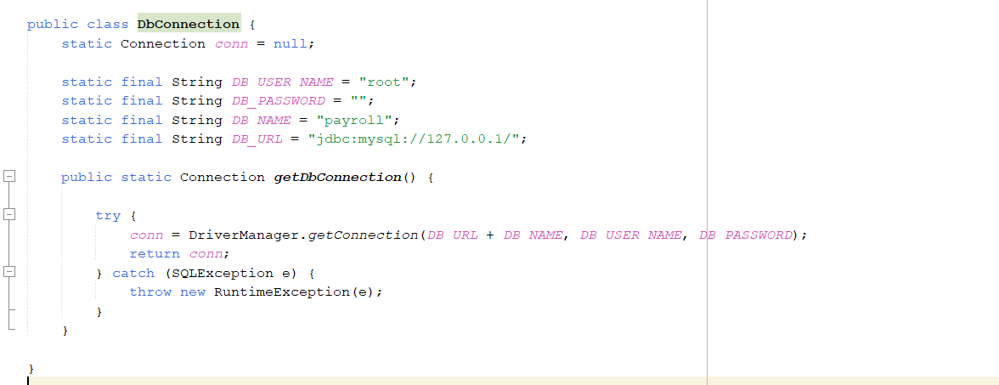 public class DbConnection {
    static Connection conn = null;

    static final String DB_USER_NAME = "root";
    static final String DB_PASSWORD = "";
    static final String DB_NAME = "payroll";
    static final String DB_URL = "jdbc:mysql://127.0.0.1/";

    public static Connection getDbConnection() {

        try {
            conn = DriverManager.getConnection(DB_URL + DB_NAME, DB_USER_NAME, DB_PASSWORD);
            return conn;
        } catch (SQLException e) {
            throw new RuntimeException(e);
        }
    }

}